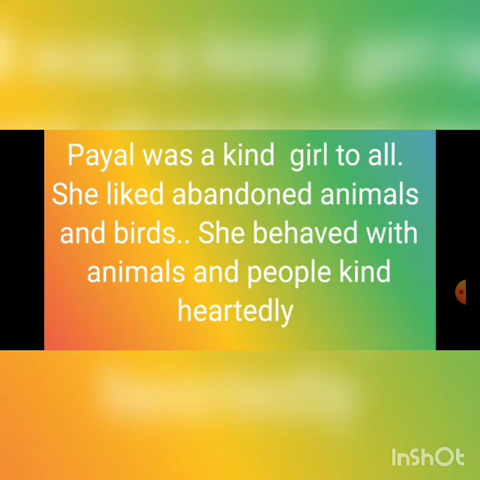 Payal was a kind  girl to all.
She liked abandoned animals
and birds.. She behaved with
animals and people kind
heartedly
InShOt